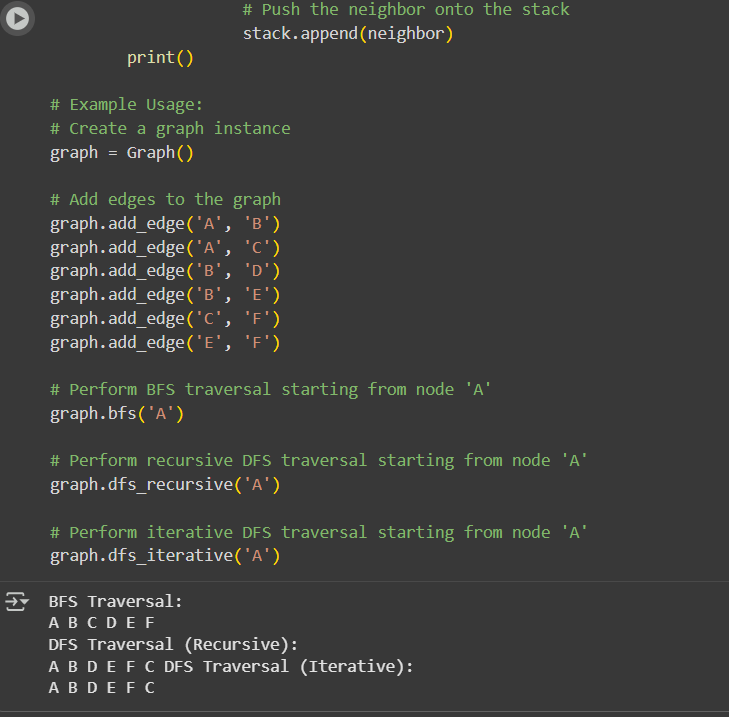 # Push the neighbor onto the stack
stack.append(neighbor)
print()
# Example Usage:
# Create a graph instance
graph = Graph()
# Add edges to the graph
graph.add_edge('A', 'B')
graph.add_edge('A', 'C')
graph.add_edge('B', 'D')
graph.add_edge('B', 'E')
graph.add_edge('C', 'F')
graph.add_edge('E', 'F')
# Perform BFS traversal starting from node 'A'
graph.bfs('A')
# Perform recursive DFS traversal starting from node 'A'
graph.dfs_recursive('A')
# Perform iterative DFS traversal starting from node 'A'
graph.dfs_iterative('A')
BFS Traversal:
A B C D E F
DFS Traversal (Recursive):
A B D E F C DFS Traversal (Iterative):
A B D E F C